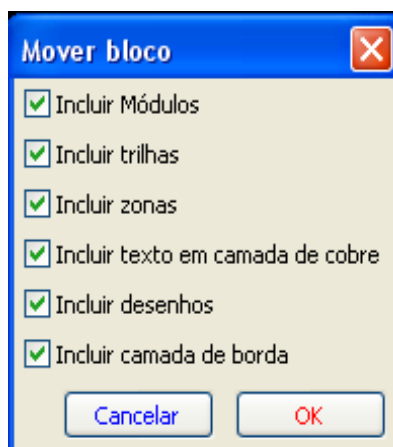 Mover bloco
Incluir Módulos
Incluir trilhas
Incluir zonas
Incluir texto em camada de cobre
Incluir desenhos
Incluir camada de borda
Cancelar OK